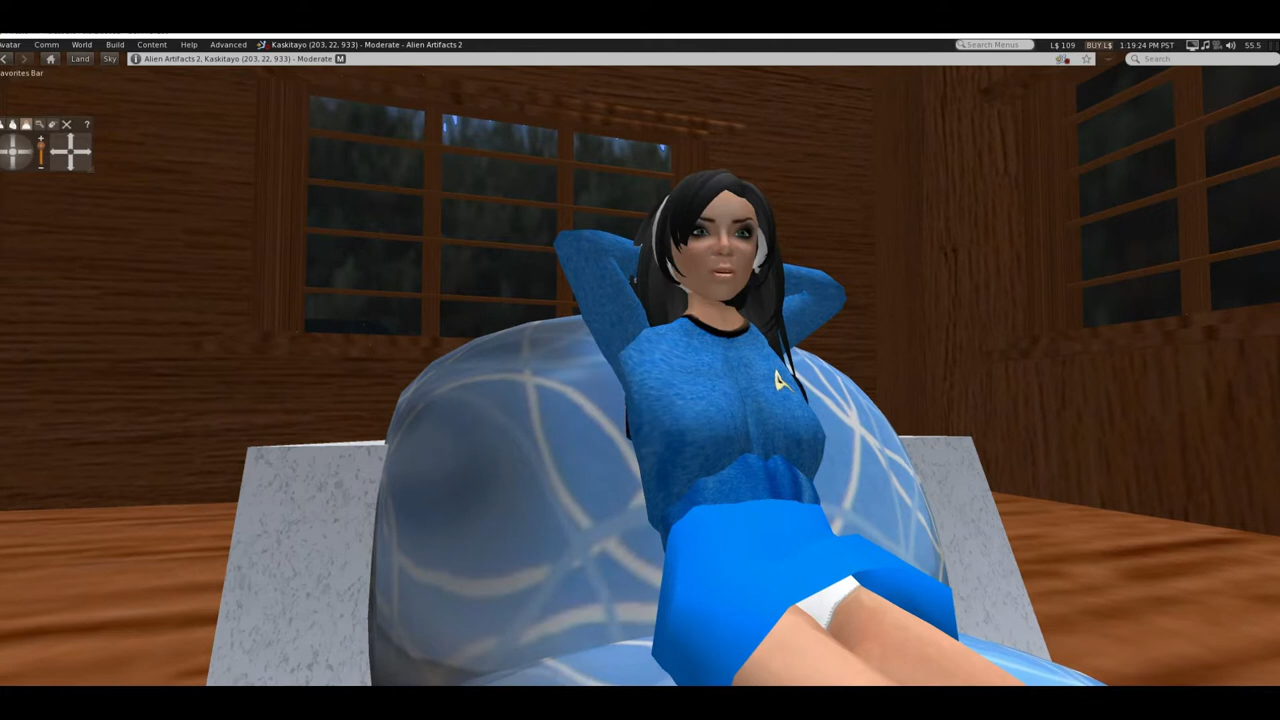 Avatar Comm World Build Content Help Advanced Kaskitayo (203, 22, 933) - Moderate - Alien Artifacts 2 Search Menus L$ 109 BUY L$ 1:19:24 PM PST 55.5
Land Sky Alien Artifacts 2, Kaskitayo (203, 22, 933) - Moderate M Search
avorites Bar
?
+
-